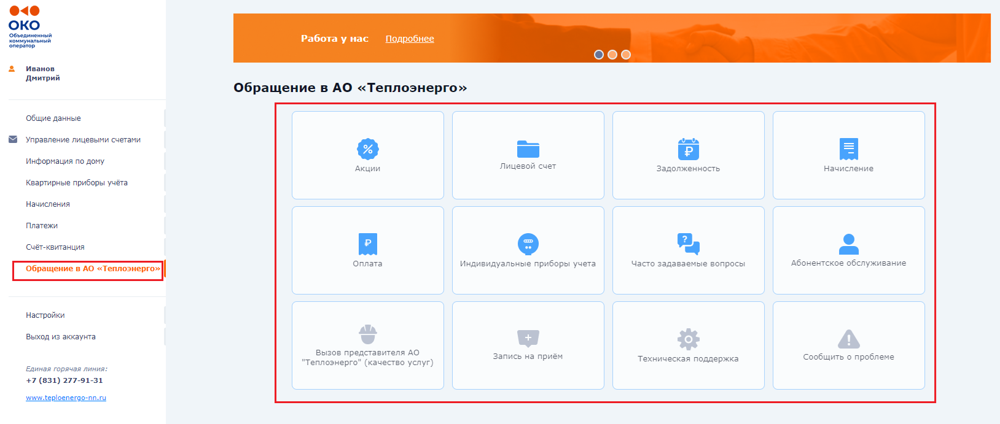 ОКО
Объединенный
коммунальный
оператор
Иванов
Дмитрий
Общие данные
Управление лицевыми счетами
Информация по дому
Квартирные приборы учёта
Начисления
Платежи
Счёт-квитанция
Обращение в АО «Теплоэнерго»
Настройки
Выход из аккаунта
Единая горячая линия:
+7 (831) 277-91-31
www.teploenergo-nn.ru
Работа у нас Подробнее
Обращение в АО «Теплоэнерго»
Акции
Лицевой счет
Задолженность
Начисление
Оплата
Индивидуальные приборы учета
Часто задаваемые вопросы
Абонентское обслуживание
Вызов представителя АО
"Теплоэнерго" (качество услуг)
Запись на приём
Техническая поддержка
Сообщить о проблеме